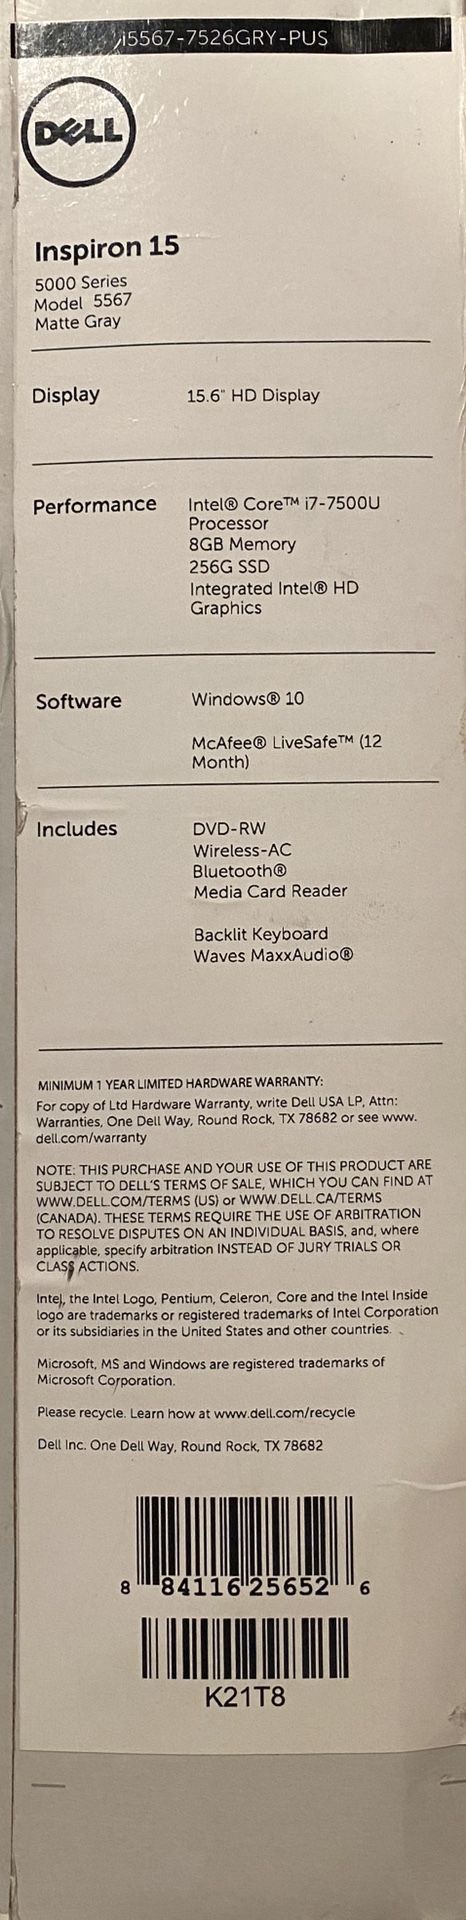 i5567-7526GRY-PUS
DELL
Inspiron 15
5000 Series
Model 5567
Matte Gray
Display 15.6" HD Display
Performance Intel® Core™ i7-7500U
Processor
8GB Memory
256G SSD
Integrated Intel® HD
Graphics
Software Windows® 10
McAfee® LiveSafe™ (12
Month)
Includes DVD-RW
Wireless-AC
Bluetooth®
Media Card Reader
Backlit Keyboard
Waves MaxxAudio®
MINIMUM 1 YEAR LIMITED HARDWARE WARRANTY:
For copy of Ltd Hardware Warranty, write Dell USA LP, Attn:
Warranties, One Dell Way, Round Rock, TX 78682 or see www.
dell.com/warranty
NOTE: THIS PURCHASE AND YOUR USE OF THIS PRODUCT ARE
SUBJECT TO DELL'S TERMS OF SALE, WHICH YOU CAN FIND AT
WWW.DELL.COM/TERMS (US) or WWW.DELL.CA/TERMS
(CANADA). THESE TERMS REQUIRE THE USE OF ARBITRATION
TO RESOLVE DISPUTES ON AN INDIVIDUAL BASIS, and, where
applicable, specify arbitration INSTEAD OF JURY TRIALS OR
CLASS ACTIONS.
Intel, the Intel Logo, Pentium, Celeron, Core and the Intel Inside
logo are trademarks or registered trademarks of Intel Corporation
or its subsidiaries in the United States and other countries.
Microsoft, MS and Windows are registered trademarks of
Microsoft Corporation.
Please recycle. Learn how at www.dell.com/recycle
Dell Inc. One Dell Way, Round Rock, TX 78682
8 84116 25652 6
K21T8